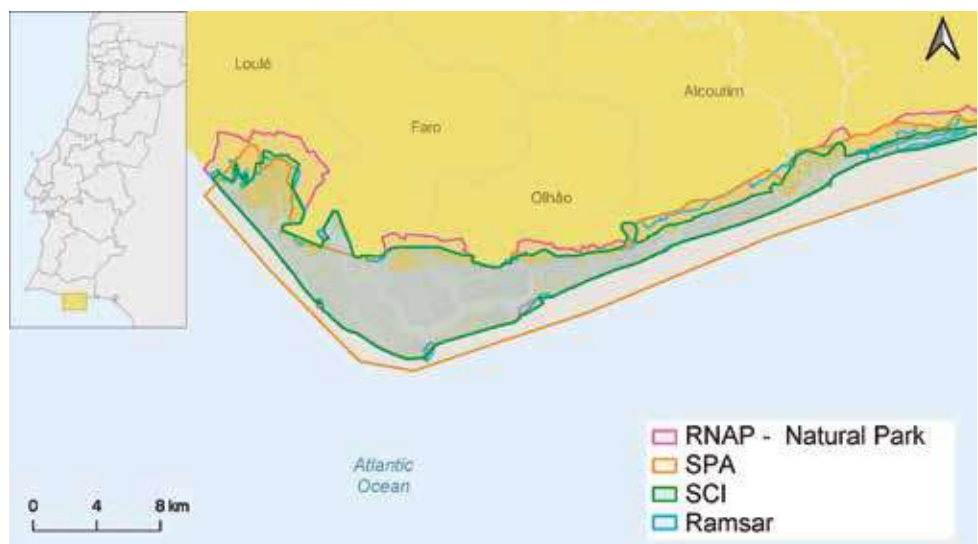 Loulé
Alcoutim
Faro
Olhão
Atlantic
Ocean
0 4 8 km
RNAP - Natural Park
SPA
SCI
Ramsar